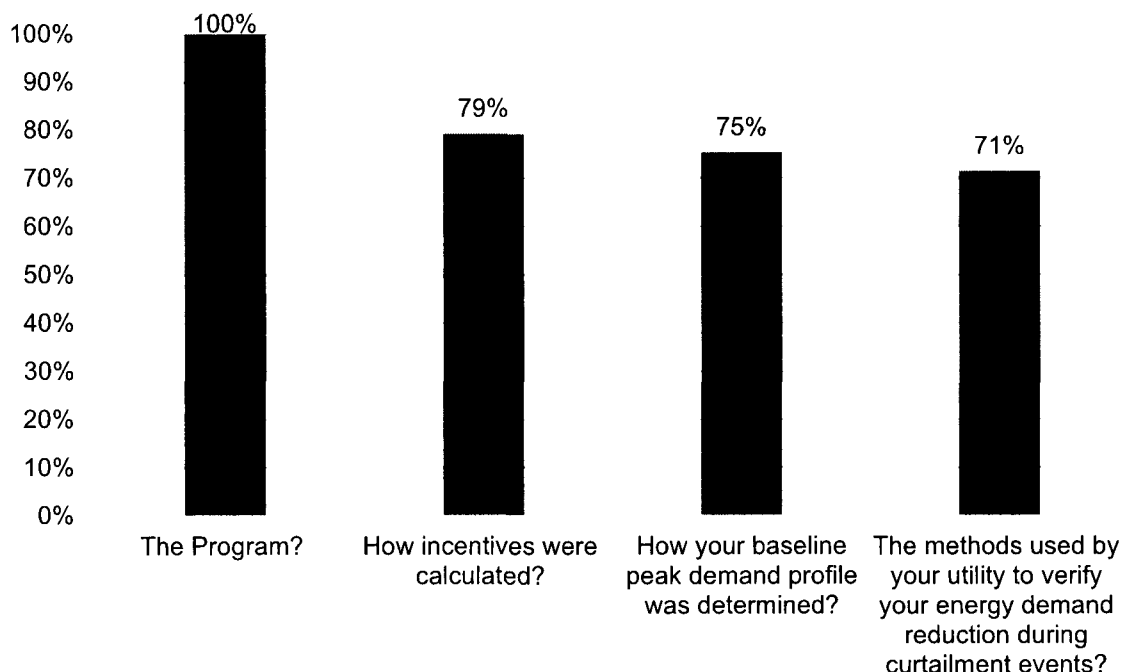 100%
90%
80%
70%
60%
50%
40%
30%
20%
10%
0%
100%
79%
75%
71%
The Program?
How incentives were
calculated?
How your baseline
peak demand profile
was determined?
The methods used by
your utility to verify
your energy demand
reduction during
curtailment events?